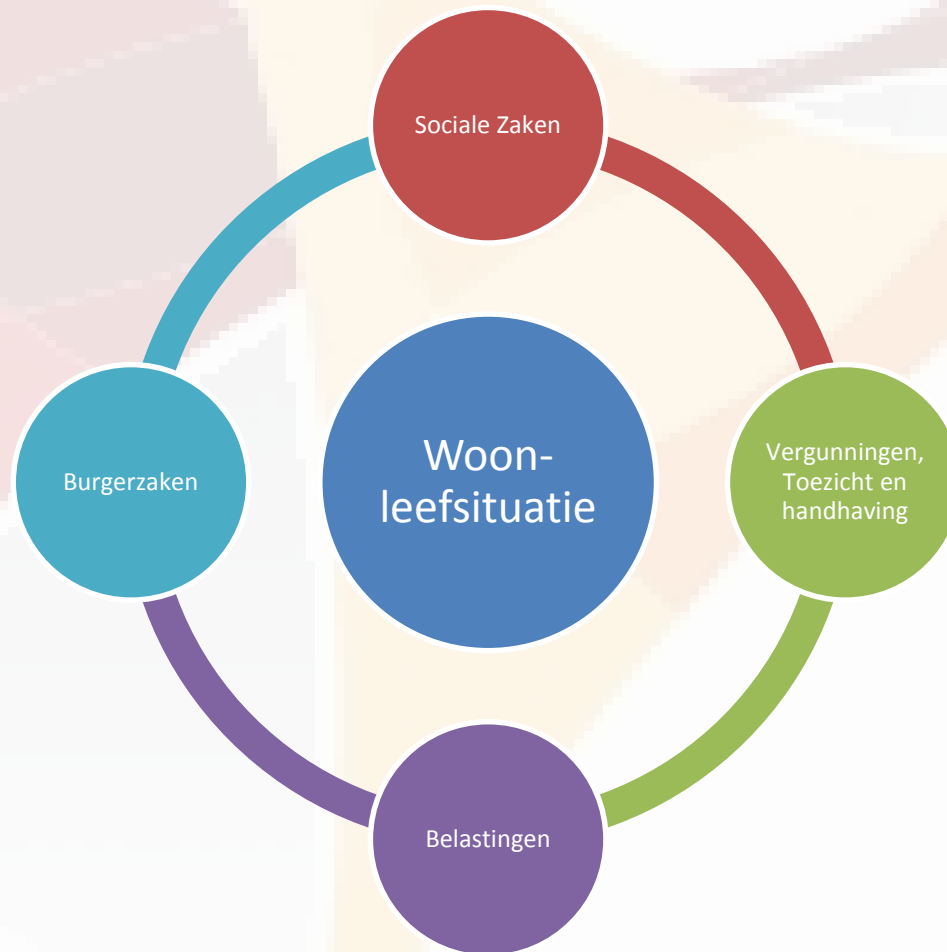 Sociale Zaken
Burgerzaken
Woon-
leefsituatie
Vergunningen,
Toezicht en
handhaving
Belastingen